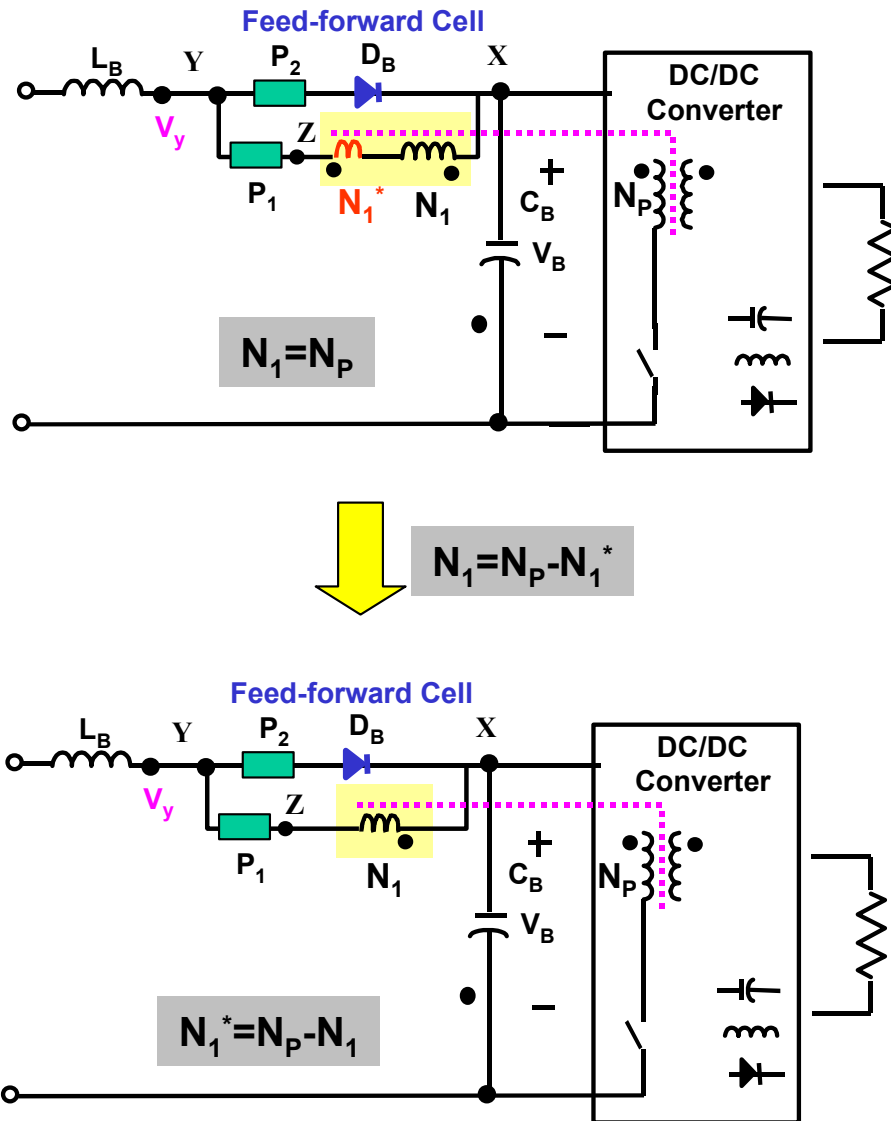 Feed-forward Cell
L_B Y P_2 D_B X
DC/DC
Converter
V_y
Z
P_1 N_1^* N_1
+
C_B
V_B
–
N_P
N_1=N_P
N_1=N_P-N_1^*
Feed-forward Cell
L_B Y P_2 D_B X
DC/DC
Converter
V_y
Z
P_1 N_1
+
C_B
V_B
–
N_P
N_1^*=N_P-N_1